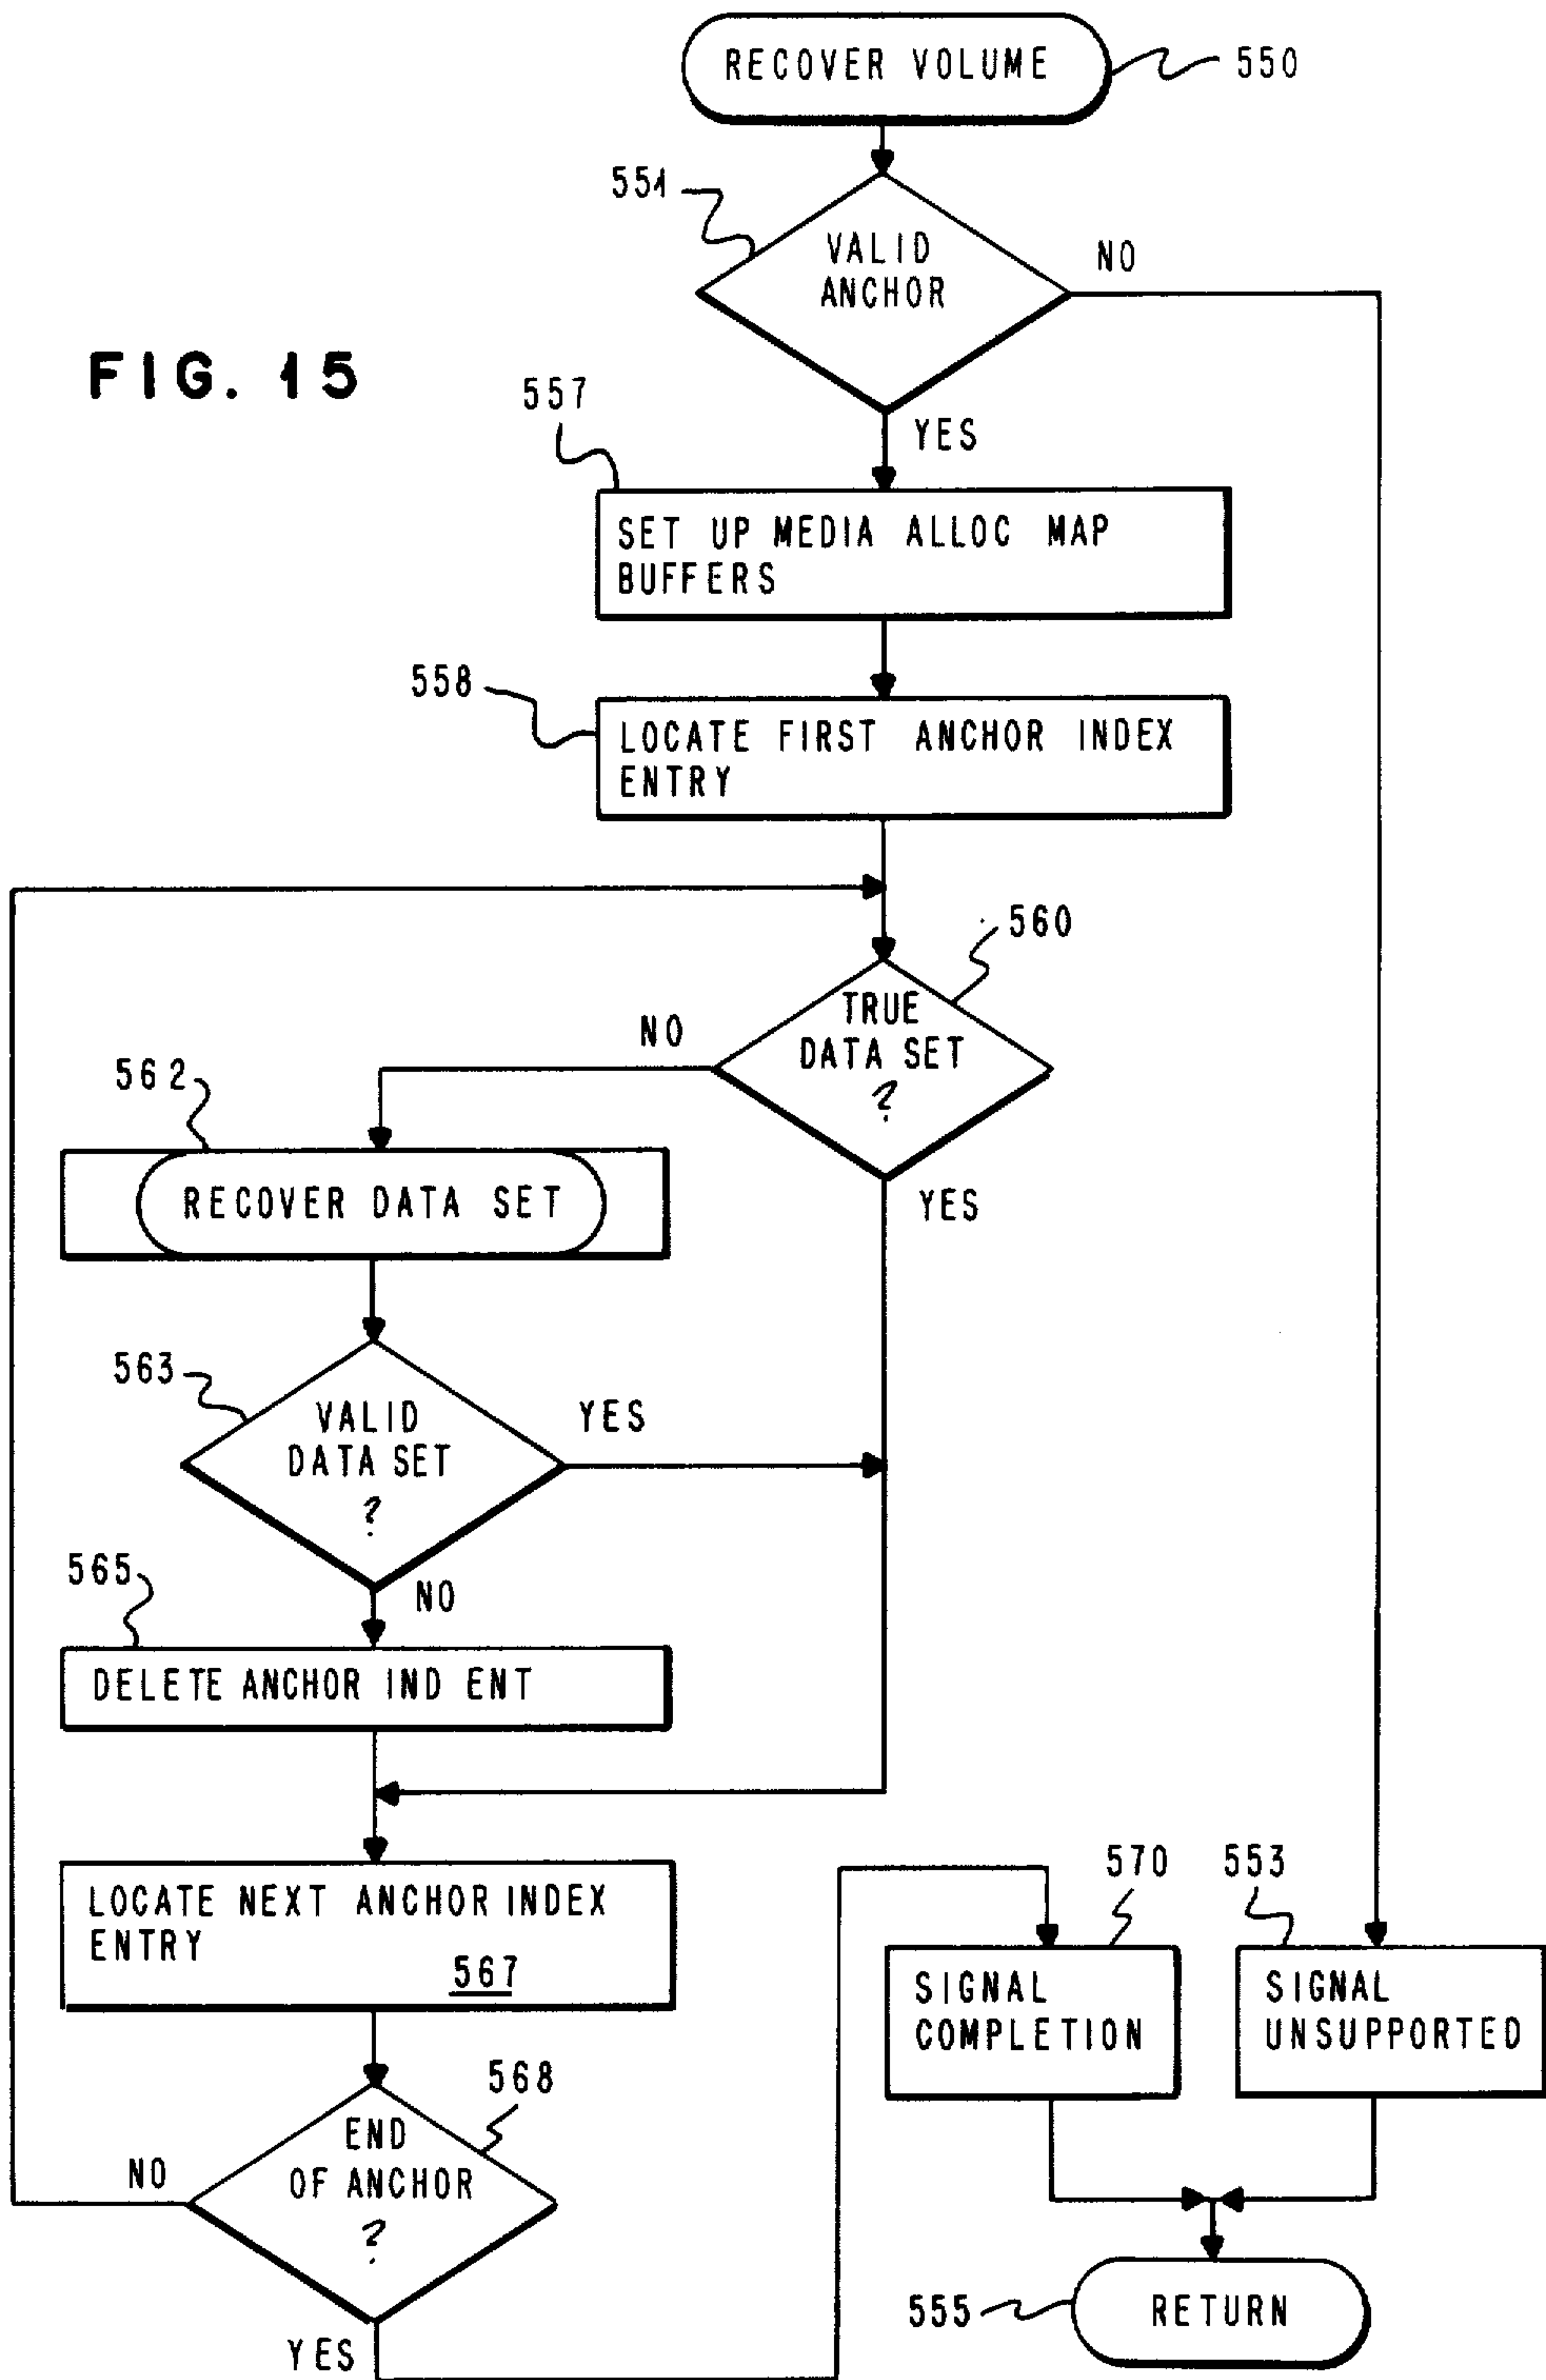 RECOVER VOLUME
550
551
VALID
ANCHOR
NO
FIG. 15
YES
557
SET UP MEDIA ALLOC MAP
BUFFERS
558
LOCATE FIRST ANCHOR INDEX
ENTRY
560
TRUE
DATA SET
?
NO
YES
562
RECOVER DATA SET
563
VALID
DATA SET
?
YES
NO
565
DELETE ANCHOR IND ENT
LOCATE NEXT ANCHOR INDEX
ENTRY
567
568
END
OF ANCHOR
?
NO
YES
570
SIGNAL
COMPLETION
553
SIGNAL
UNSUPPORTED
555
RETURN